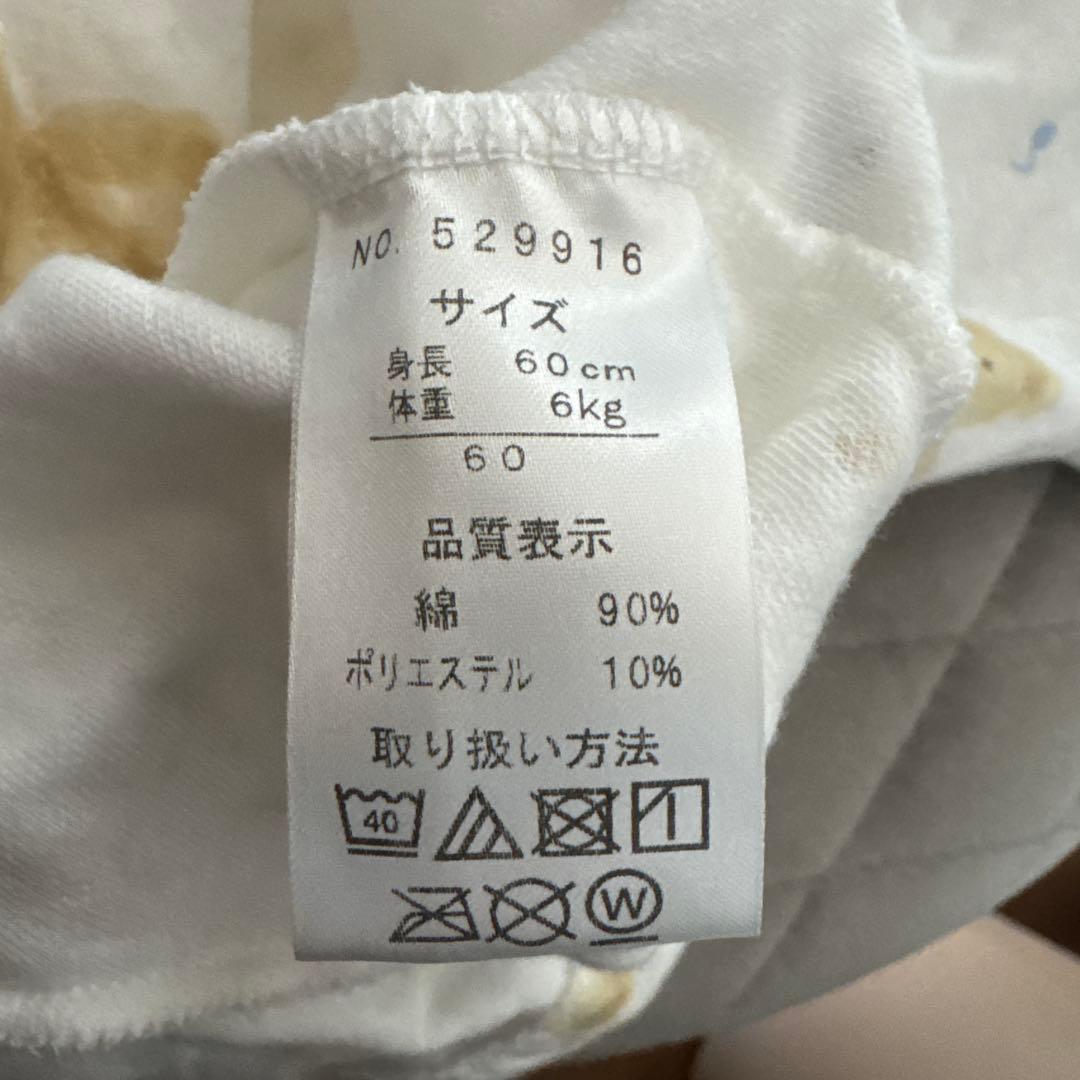 NO. 529916
サイズ
身長 60cm
体重 6kg
60
品質表示
綿 90%
ポリエステル 10%
取り扱い方法
40
W